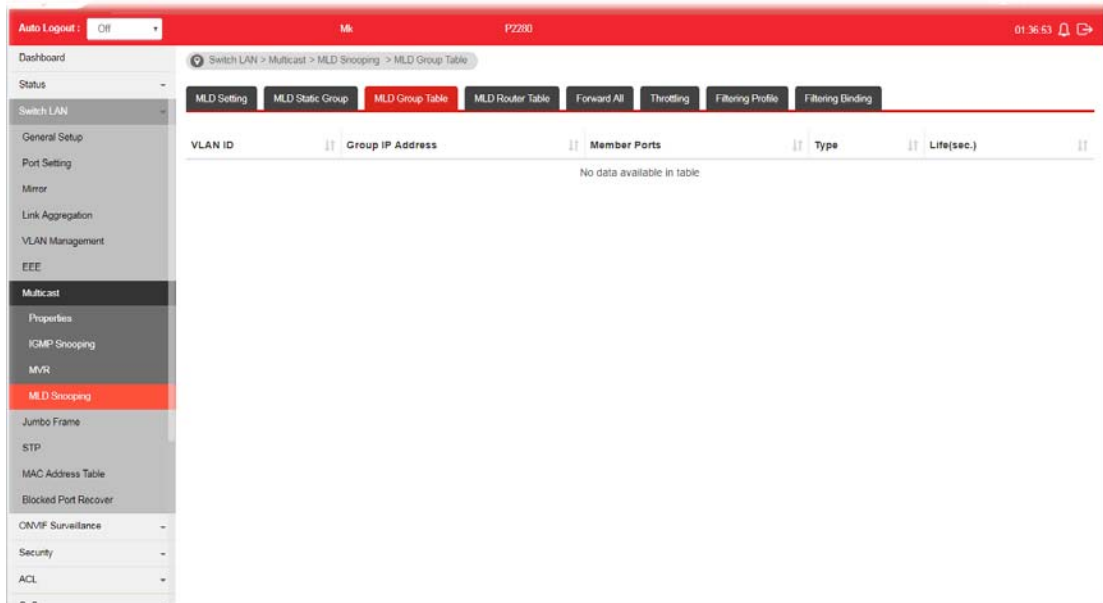 Auto Logout : Off Mk P2280 01:36:53
Dashboard
Switch LAN > Multicast > MLD Snooping > MLD Group Table
Status
MLD Setting MLD Static Group MLD Group Table MLD Router Table Forward All Throttling Filtering Profile Filtering Binding
Switch LAN
General Setup
VLAN ID Group IP Address Member Ports Type Life(sec.)
Port Setting
No data available in table
Mirror
Link Aggregation
VLAN Management
EEE
Multicast
Properties
IGMP Snooping
MVR
MLD Snooping
Jumbo Frame
STP
MAC Address Table
Blocked Port Recover
ONVIF Surveillance
Security
ACL